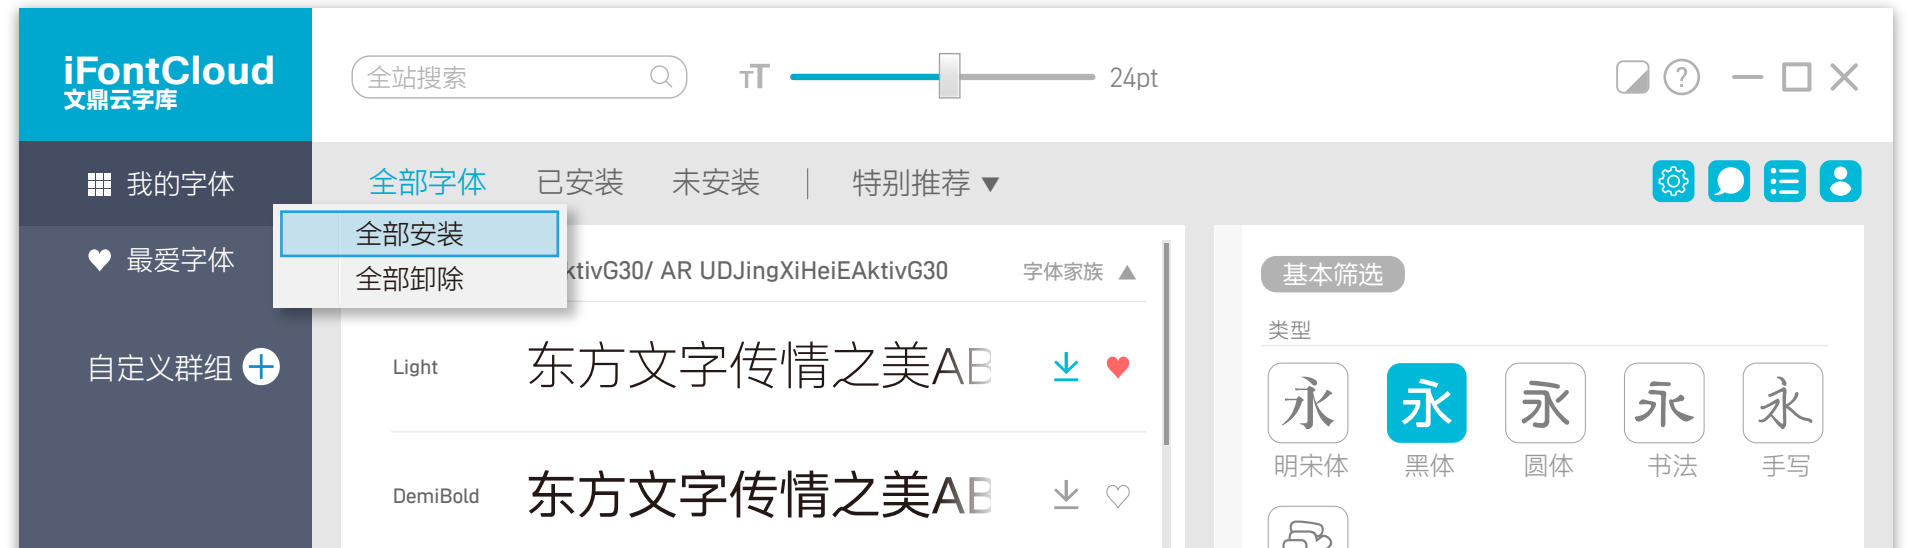 iFontCloud
文鼎云字库
全站搜索
TT
24pt
?
我的字体
最爱字体
自定义群组
全部字体
已安装
未安装
特别推荐
全部安装
全部卸除
ktivG30/ AR UDJingXiHeiEAktivG30
字体家族
Light
东方文字传情之美AB
DemiBold
东方文字传情之美AB
基本筛选
类型
永
永
永
永
永
明宋体
黑体
圆体
书法
手写